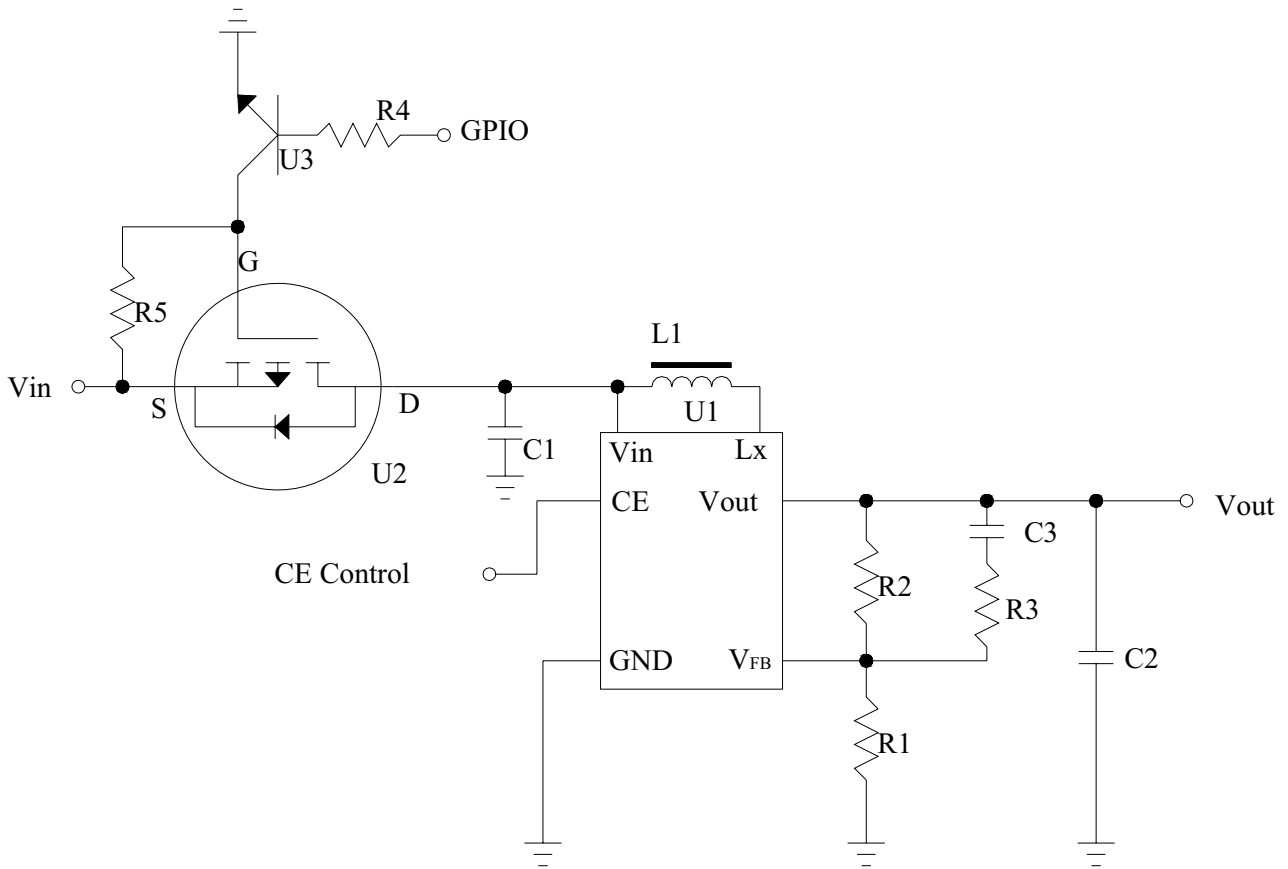 R4
GPIO
U3
G
R5
L1
Vin
S
D
U1
U2
C1
Vin
Lx
CE
Vout
Vout
C3
CE Control
R2
R3
GND
VFB
C2
R1